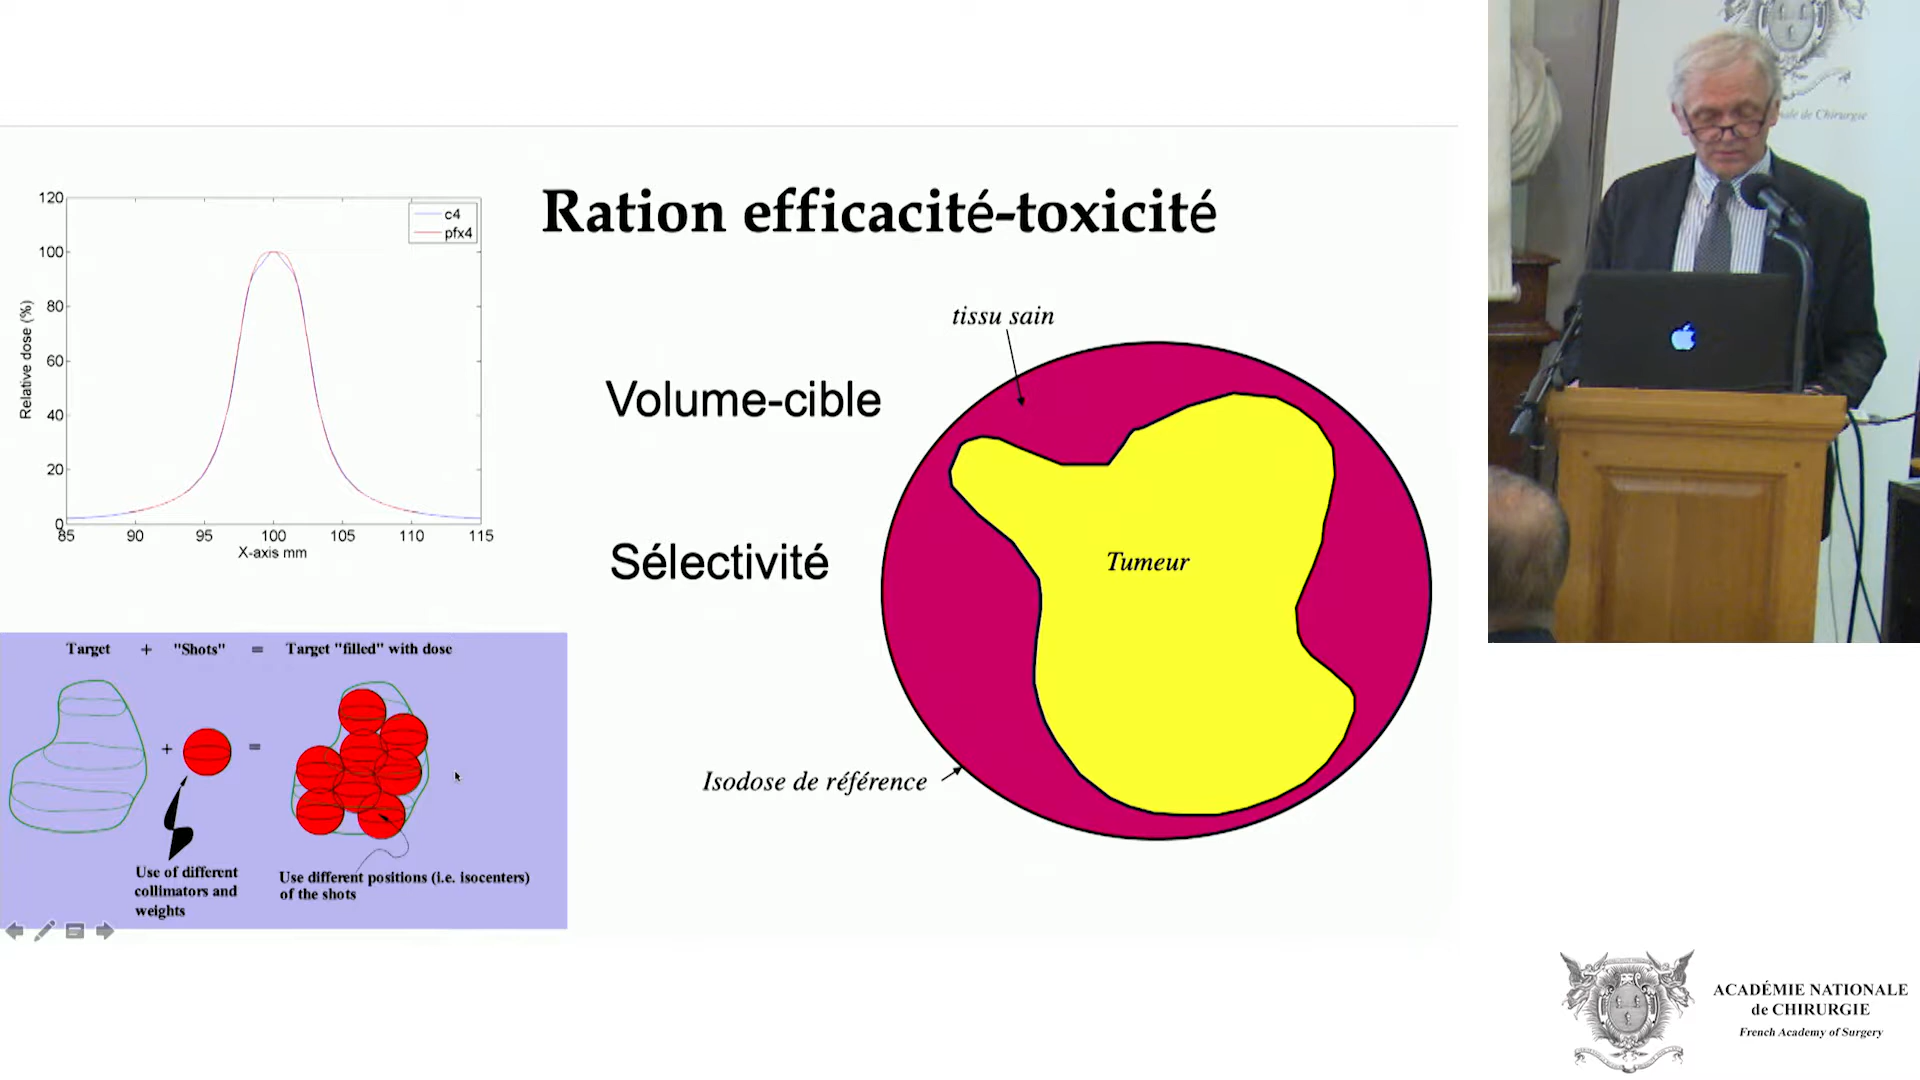 Ration efficacité-toxicité
120
100
80
60
40
20
0
Relative dose (%)
c4
pfx4
85 90 95 100 105 110 115
X-axis mm
tissu sain
Volume-cible
Sélectivité
Tumeur
Isodose de référence
Target + "Shots" = Target "filled" with dose
+ =
Use of different
collimators and
weights
Use different positions (i.e. isocenters)
of the shots
nale de Chirurgie
ACADÉMIE NATIONALE
de CHIRURGIE
French Academy of Surgery